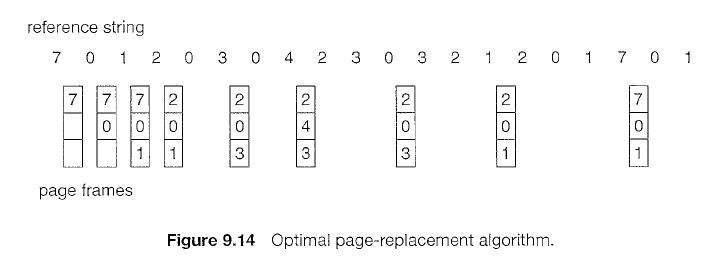 reference string
7 0 1 2 0 3 0 4 2 3 0 3 2 1 2 0 1 7 0 1
7 7 7 2 2 2 2 2 7
0 0 0 0 4 0 0 0
1 1 3 3 3 1 1
page frames
Figure 9.14 Optimal page-replacement algorithm.